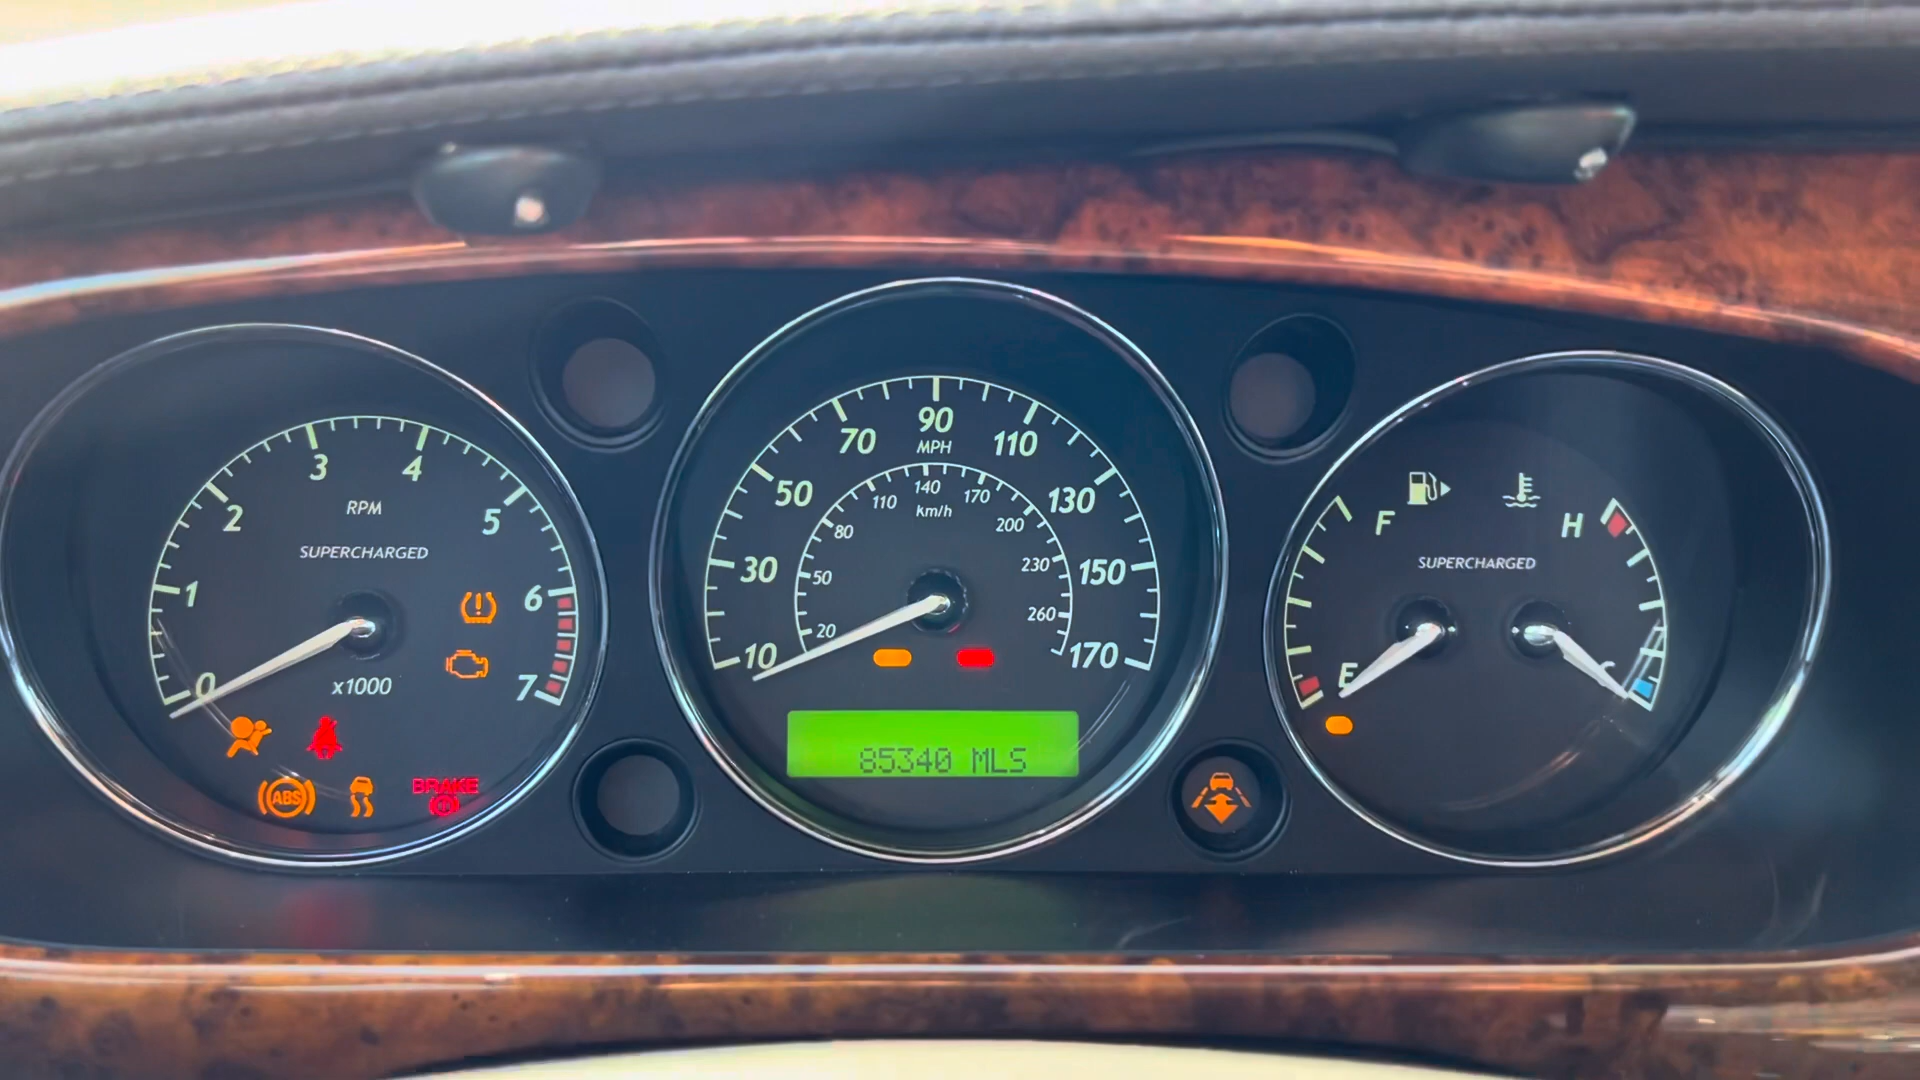 3 4
2 5
1 6
0 7
RPM
SUPERCHARGED
x1000
ABS
BRAKE
90
70 MPH 110
50 130
30 150
10 170
140
110 170
km/h
80 200
50 230
20 260
85340 MLS
F H
SUPERCHARGED
E